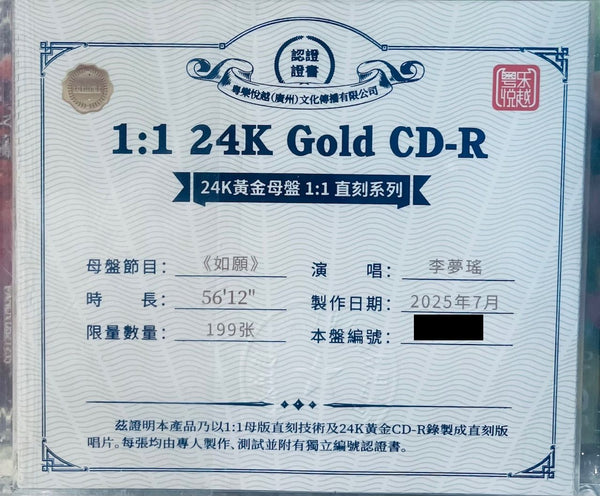 認證
證書
粵樂悅越(廣州)文化傳播有限公司
粵樂悅越
1:1 24K Gold CD-R
24K黃金母盤 1:1 直刻系列
母盤節目： 《如願》 演 唱： 李夢瑤
時 長： 56'12" 製作日期： 2025年7月
限量數量： 199张 本盤編號：
茲證明本產品乃以1:1母版直刻技術及24K黃金CD-R錄製成直刻版
唱片。每張均由專人製作、測試並附有獨立編號認證書。